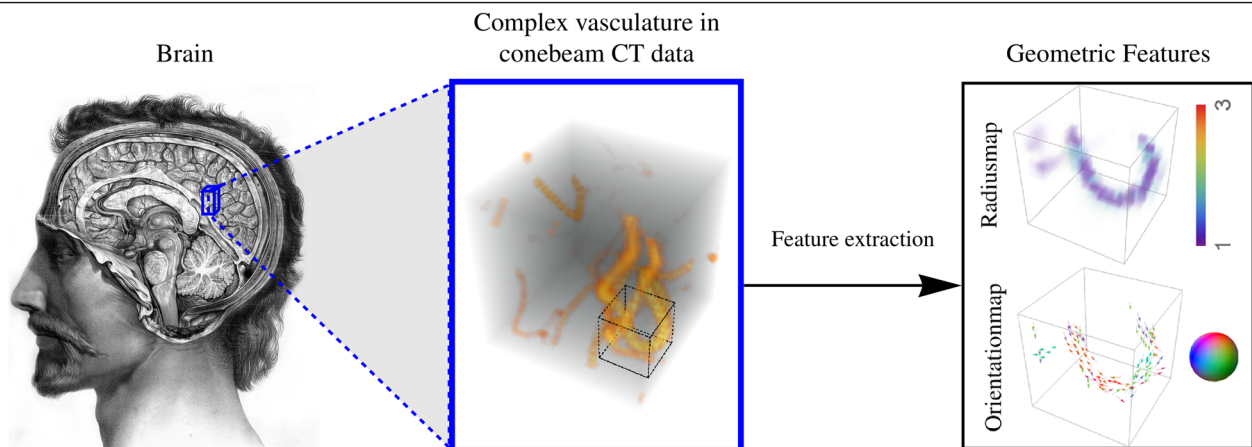 Brain
Complex vasculature in
conebeam CT data
Geometric Features
Feature extraction
Radiusmap
3
1
Orientationmap